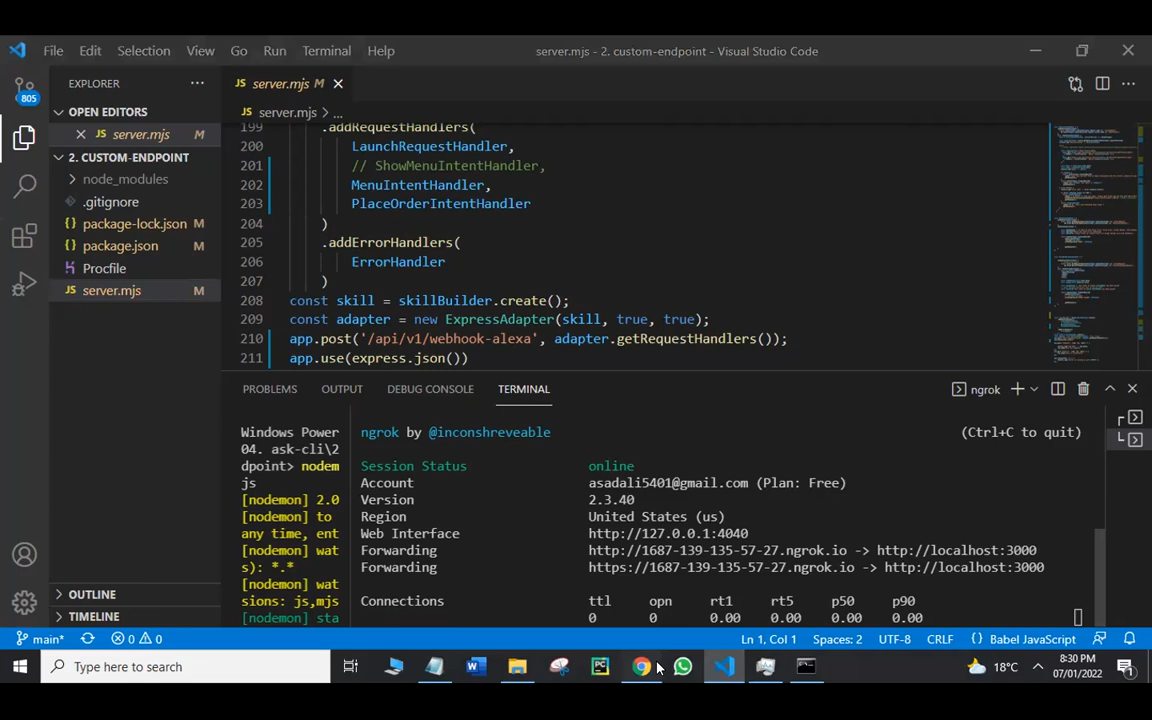 File Edit Selection View Go Run Terminal Help server.mjs - 2. custom-endpoint - Visual Studio Code
EXPLORER ···
JS server.mjs M
OPEN EDITORS
JS server.mjs ...
805
JS server.mjs M
2. CUSTOM-ENDPOINT
node_modules
.gitignore
{} package-lock.json M
{} package.json M
Procfile
JS server.mjs M
199 .addRequestHandlers(
200 LaunchRequestHandler,
201 // ShowMenuIntentHandler,
202 MenuIntentHandler,
203 PlaceOrderIntentHandler
204 )
205 .addErrorHandlers(
206 ErrorHandler
207 )
208 const skill = skillBuilder.create();
209 const adapter = new ExpressAdapter(skill, true, true);
210 app.post('/api/v1/webhook-alexa', adapter.getRequestHandlers());
211 app.use(express.json())
PROBLEMS OUTPUT DEBUG CONSOLE TERMINAL ngrok
Windows Power
04. ask-cli\2
dpoint> nodem
js
[nodemon] 2.0
[nodemon] to
any time, ent
[nodemon] wat
s): *.*
[nodemon] wat
sions: js,mjs
[nodemon] sta
ngrok by @inconshreveable (Ctrl+C to quit)
Session Status online
Account asadali5401@gmail.com (Plan: Free)
Version 2.3.40
Region United States (us)
Web Interface http://127.0.0.1:4040
Forwarding http://1687-139-135-57-27.ngrok.io -> http://localhost:3000
Forwarding https://1687-139-135-57-27.ngrok.io -> http://localhost:3000
Connections ttl opn rt1 rt5 p50 p90
0 0 0.00 0.00 0.00 0.00
OUTLINE
TIMELINE
main* 0 0 Ln 1, Col 1 Spaces: 2 UTF-8 CRLF {} Babel JavaScript
Type here to search W PC 18°C 8:30 PM
07/01/2022 1